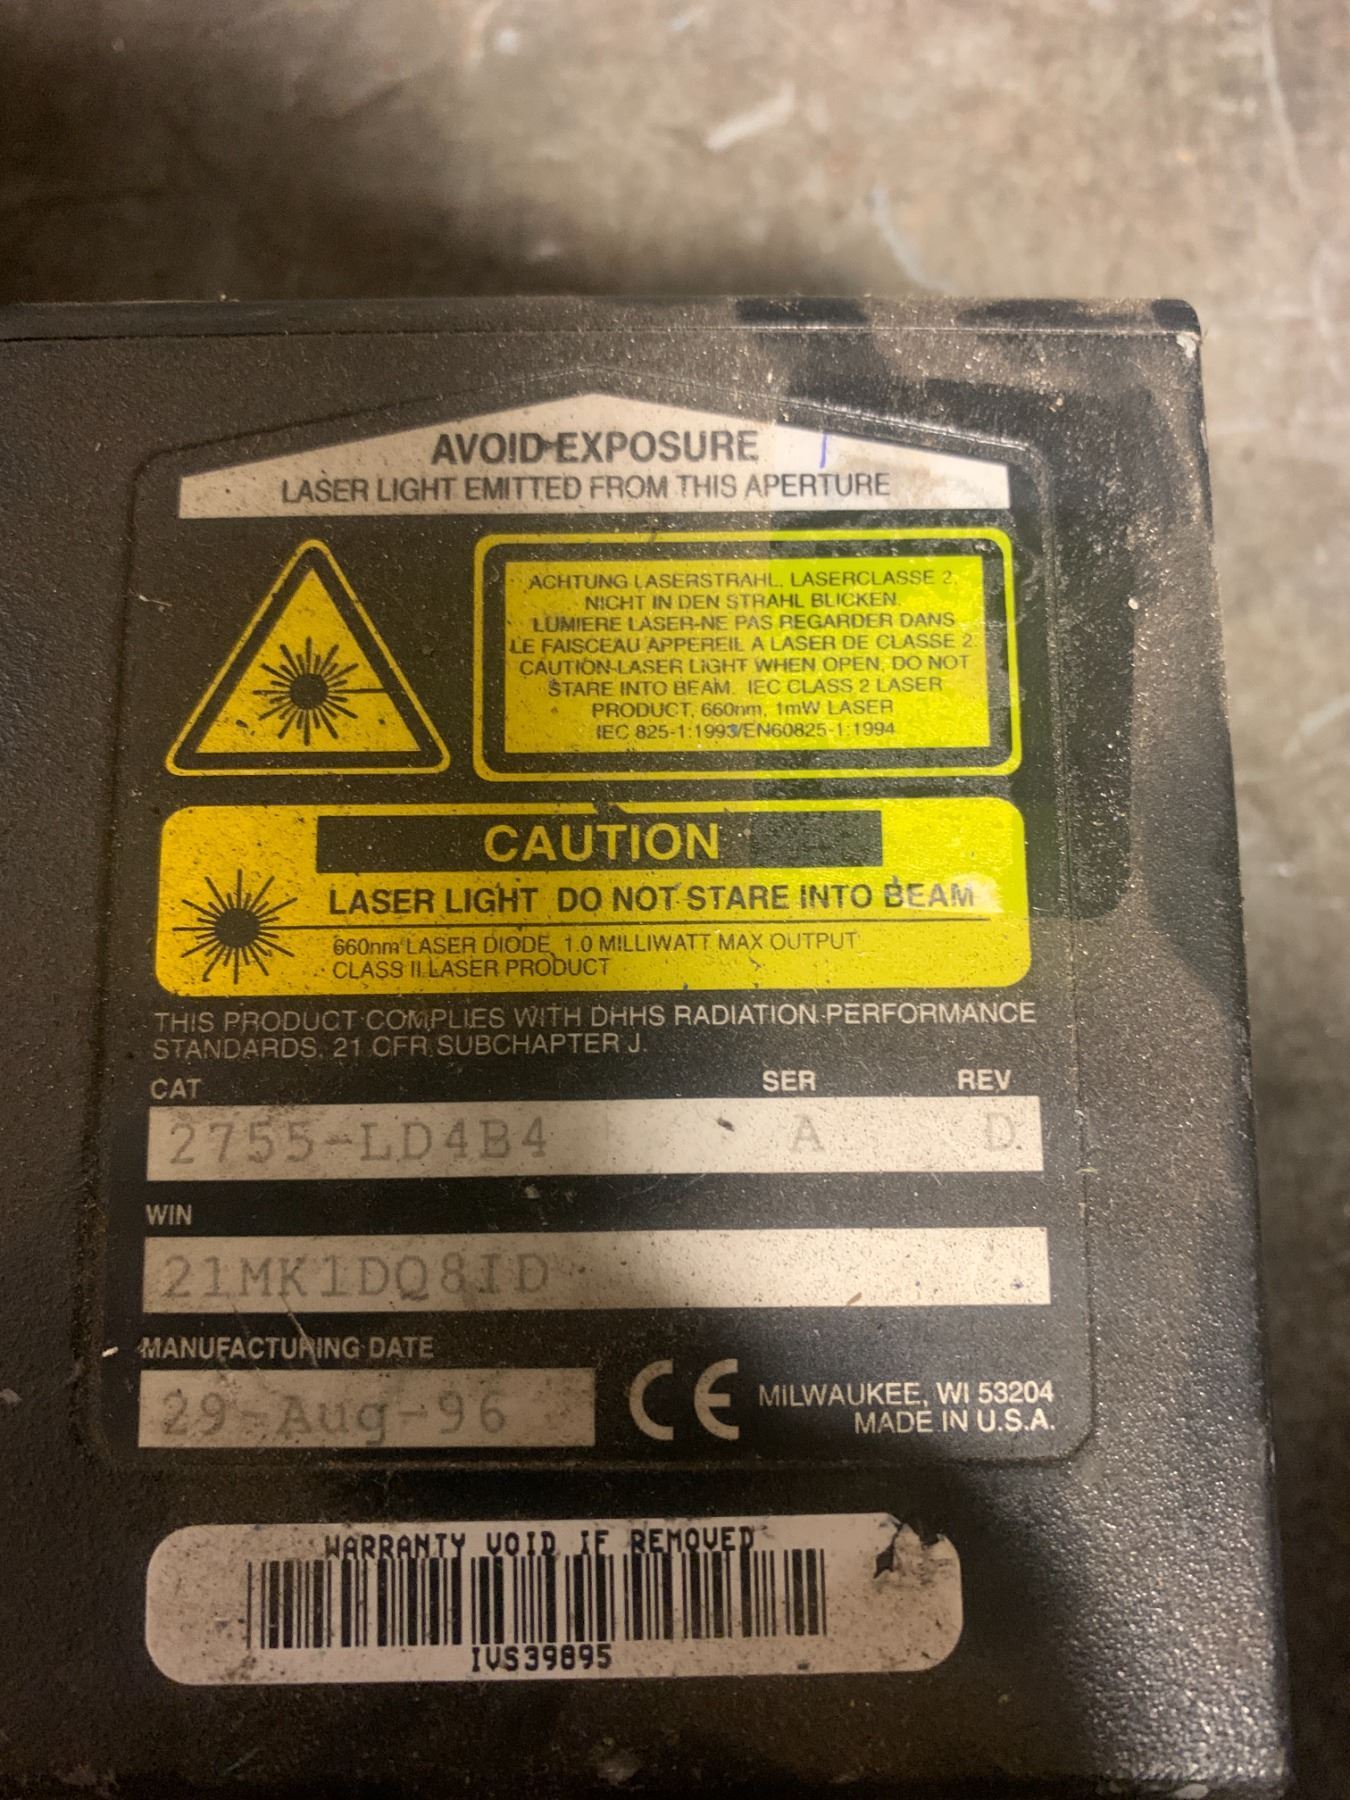 AVOID EXPOSURE
LASER LIGHT EMITTED FROM THIS APERTURE
ACHTUNG LASERSTRAHL, LASERCLASSE 2,
NICHT IN DEN STRAHL BLICKEN.
LUMIERE LASER-NE PAS REGARDER DANS
LE FAISCEAU APPEREIL A LASER DE CLASSE 2.
CAUTION-LASER LIGHT WHEN OPEN, DO NOT
STARE INTO BEAM. IEC CLASS 2 LASER
PRODUCT, 660nm, 1mW LASER
IEC 825-1:1993/EN60825-1:1994
CAUTION
LASER LIGHT DO NOT STARE INTO BEAM
660nm LASER DIODE, 1.0 MILLIWATT MAX OUTPUT
CLASS II LASER PRODUCT
THIS PRODUCT COMPLIES WITH DHHS RADIATION PERFORMANCE
STANDARDS, 21 CFR SUBCHAPTER J.
CAT SER REV
2755-LD4B4 A D
WIN
21MK1DQ8ID
MANUFACTURING DATE
29-Aug-96
CE
MILWAUKEE, WI 53204
MADE IN U.S.A.
WARRANTY VOID IF REMOVED
IVS39895